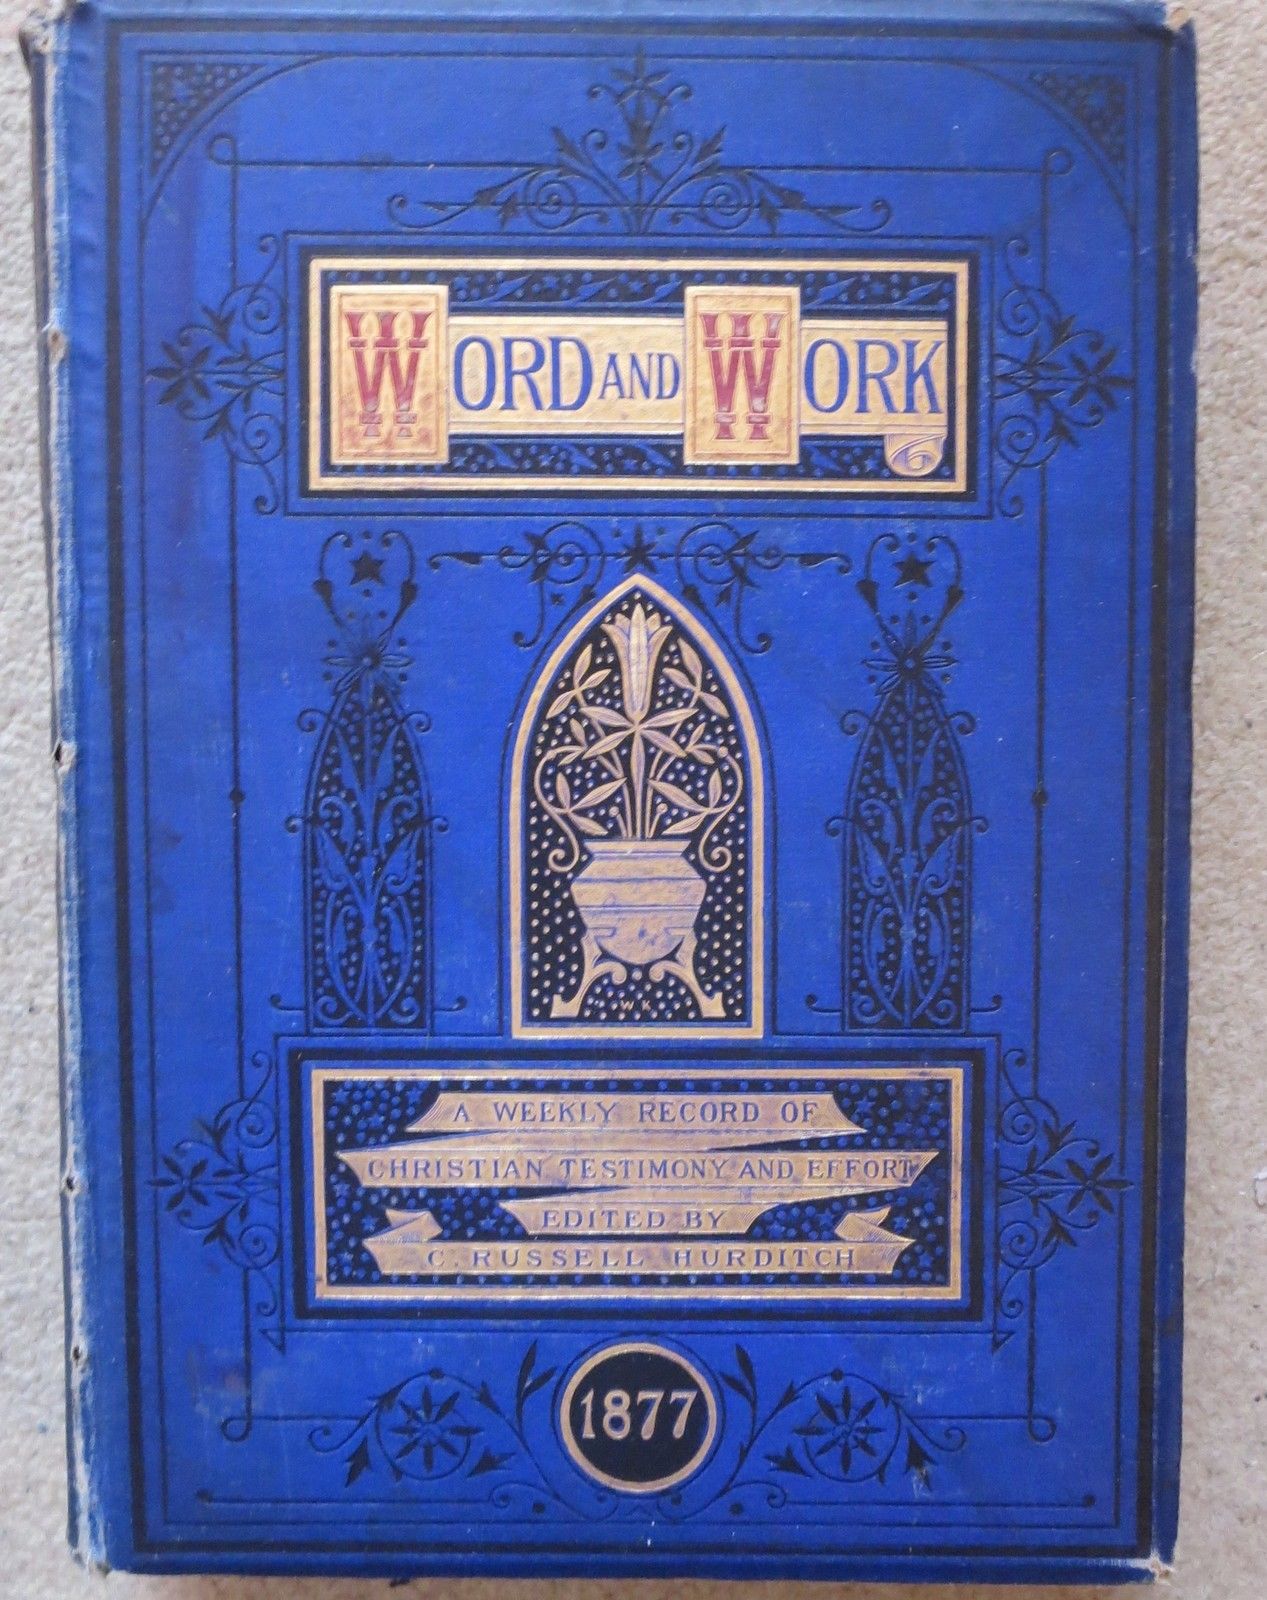 WORD AND WORK
W K
A WEEKLY RECORD OF
CHRISTIAN TESTIMONY AND EFFORT
EDITED BY
C. RUSSELL HURDITCH
1877